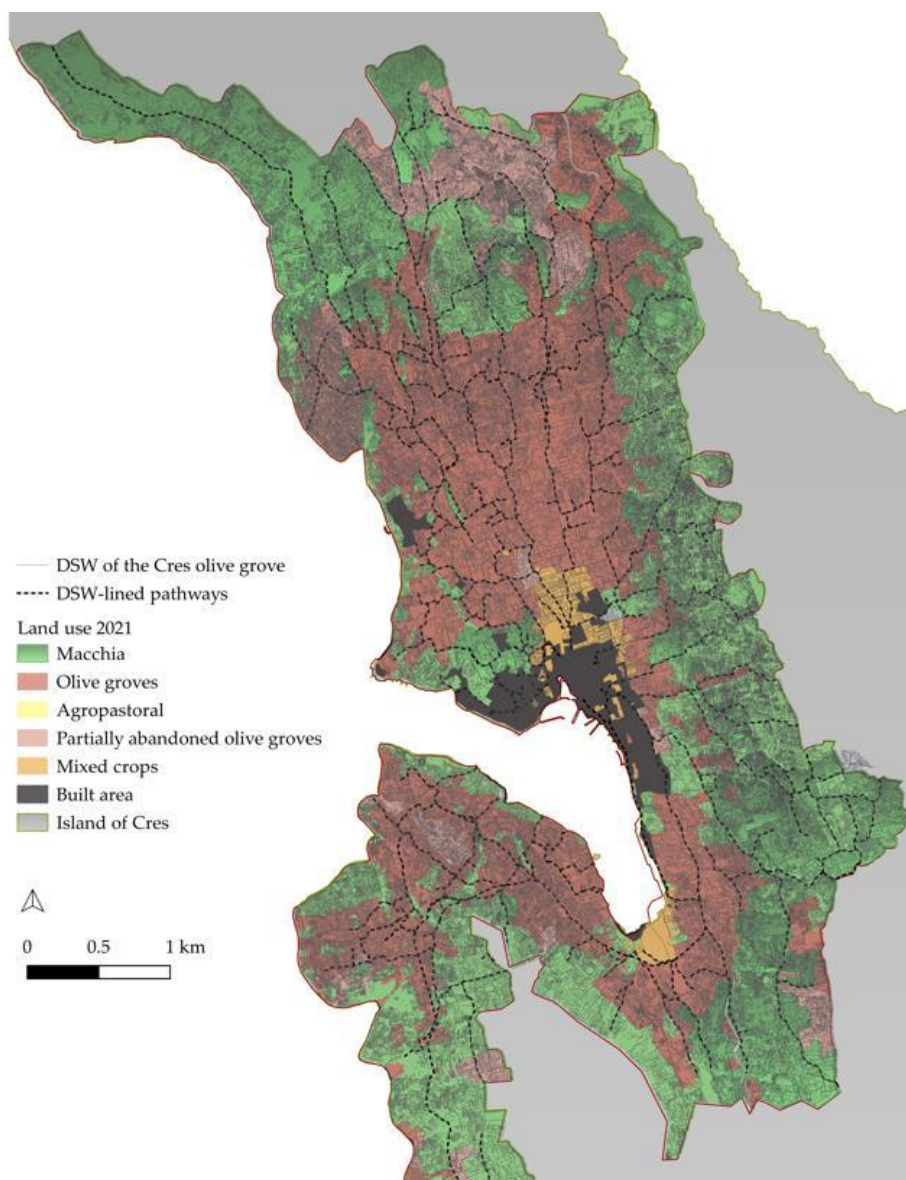 DSW of the Cres olive grove
DSW-lined pathways
Land use 2021
Macchia
Olive groves
Agropastoral
Partially abandoned olive groves
Mixed crops
Built area
Island of Cres
0 0.5 1 km